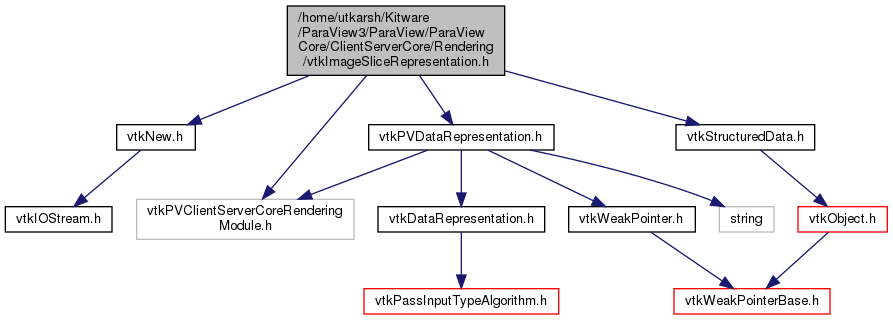 /home/utkarsh/Kitware
/ParaView3/ParaView/ParaView
Core/ClientServerCore/Rendering
/vtkImageSliceRepresentation.h
vtkNew.h
vtkPVDataRepresentation.h
vtkStructuredData.h
vtkIOStream.h
vtkPVClientServerCoreRendering
Module.h
vtkDataRepresentation.h
vtkWeakPointer.h
string
vtkObject.h
vtkPassInputTypeAlgorithm.h
vtkWeakPointerBase.h